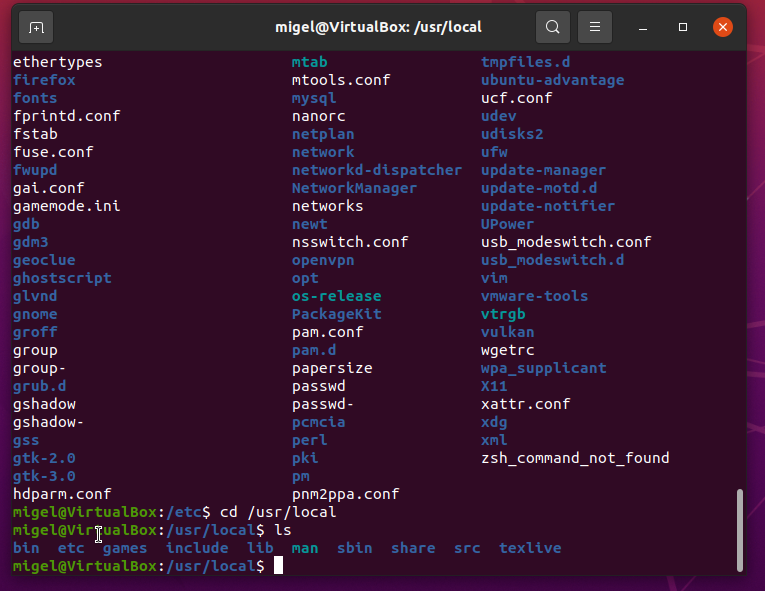 migel@VirtualBox: /usr/local
ethertypes mtab tmpfiles.d
firefox mtools.conf ubuntu-advantage
fonts mysql ucf.conf
fprintd.conf nanorc udev
fstab netplan udisks2
fuse.conf network ufw
fwupd networkd-dispatcher update-manager
gai.conf NetworkManager update-motd.d
gamemode.ini networks update-notifier
gdb newt UPower
gdm3 nsswitch.conf usb_modeswitch.conf
geoclue openvpn usb_modeswitch.d
ghostscript opt vim
glvnd os-release vmware-tools
gnome PackageKit vtrgb
groff pam.conf vulkan
group pam.d wgetrc
group- papersize wpa_supplicant
grub.d passwd X11
gshadow passwd- xattr.conf
gshadow- pcmcia xdg
gss perl xml
gtk-2.0 pki zsh_command_not_found
gtk-3.0 pm
hdparm.conf pnm2ppa.conf
migel@VirtualBox:/etc$ cd /usr/local
migel@VirtualBox:/usr/local$ ls
bin etc games include lib man sbin share src texlive
migel@VirtualBox:/usr/local$